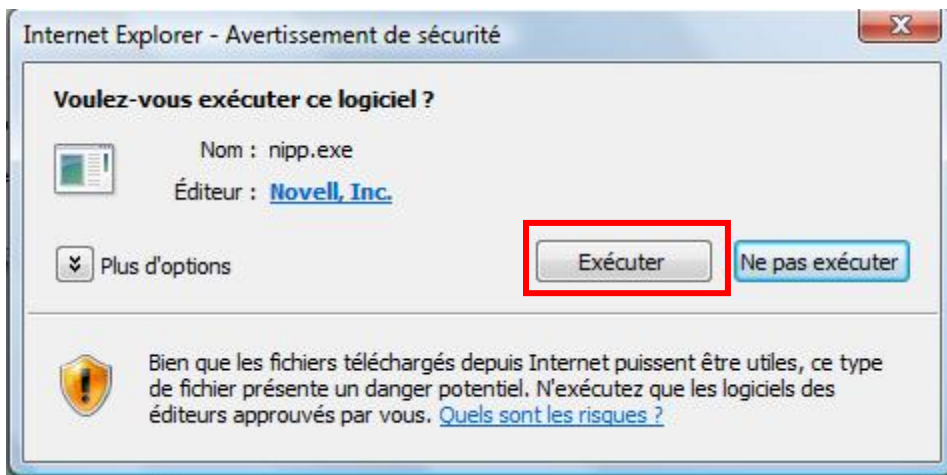 Internet Explorer - Avertissement de sécurité
Voulez-vous exécuter ce logiciel ?
Nom : nipp.exe
Éditeur : Novell, Inc.
Plus d'options
Exécuter
Ne pas exécuter
Bien que les fichiers téléchargés depuis Internet puissent être utiles, ce type
de fichier présente un danger potentiel. N'exécutez que les logiciels des
éditeurs approuvés par vous. Quels sont les risques ?